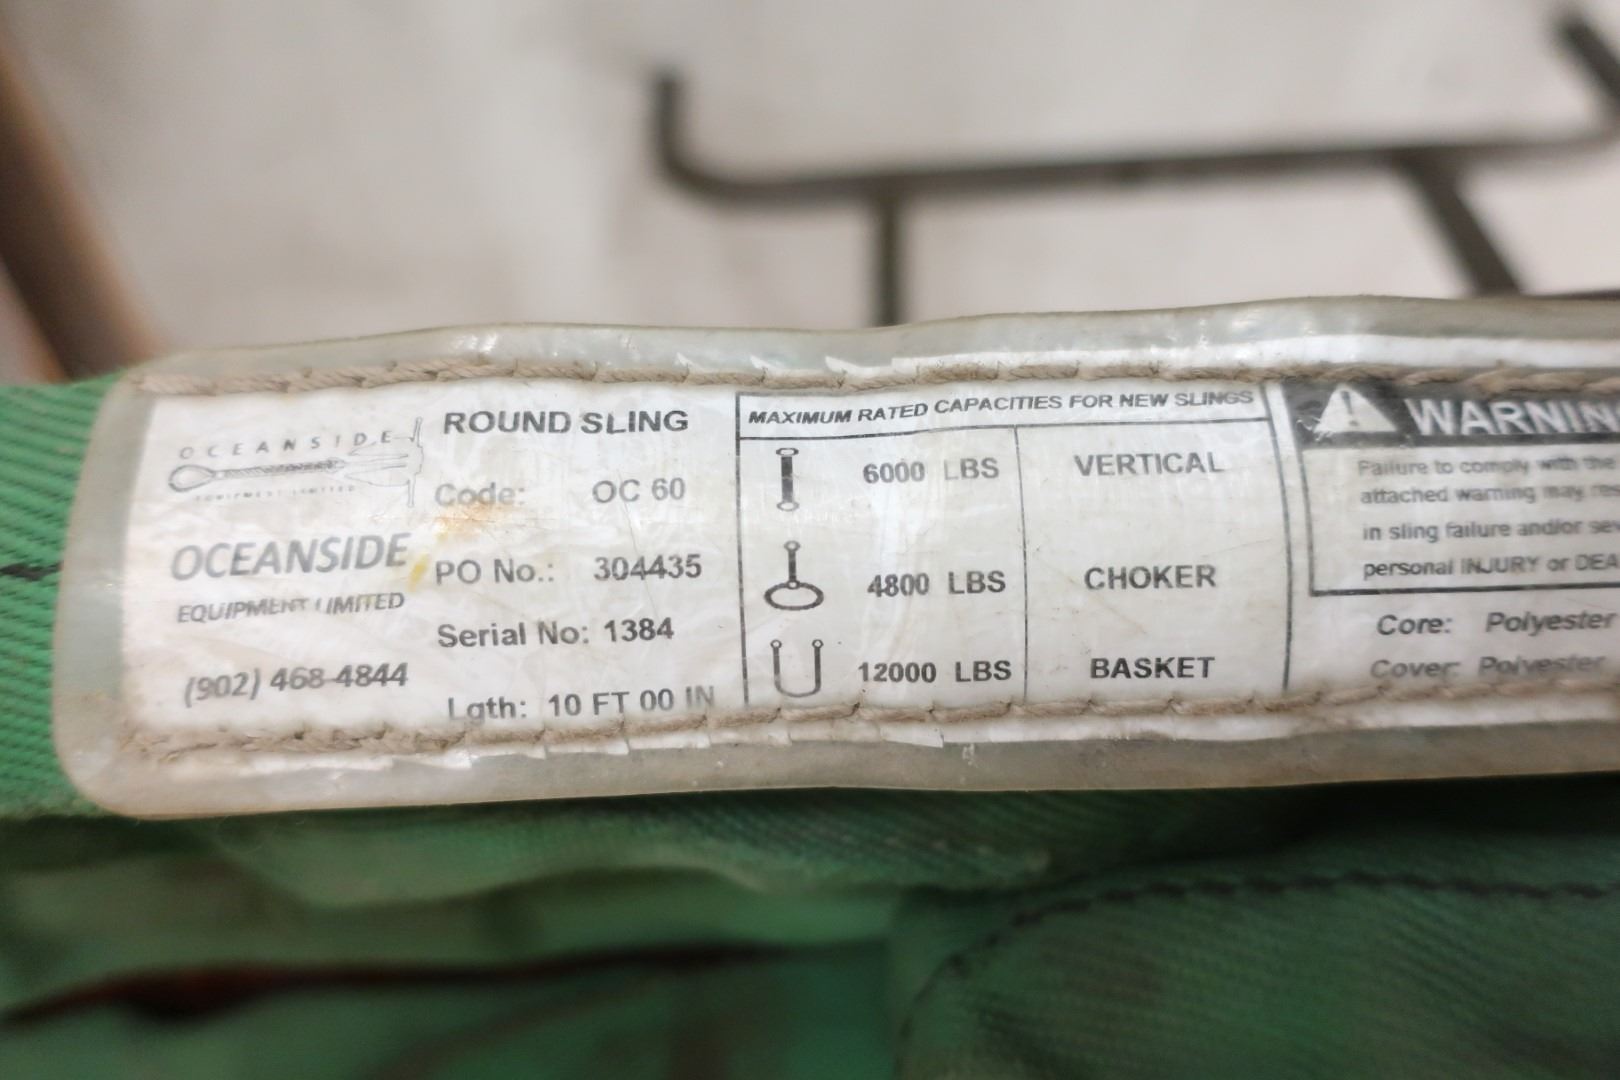 OCEANSIDE
EQUIPMENT LIMITED
OCEANSIDE
EQUIPMENT LIMITED
(902) 468-4844
ROUND SLING
Code: OC 60
PO No.: 304435
Serial No: 1384
Lgth: 10 FT 00 IN
MAXIMUM RATED CAPACITIES FOR NEW SLINGS
6000 LBS VERTICAL
4800 LBS CHOKER
12000 LBS BASKET
WARNIN
Failure to comply with the
attached warning may
in sling failure and/or
personal INJURY or DEA
Core: Polyester
Cover: Polyester